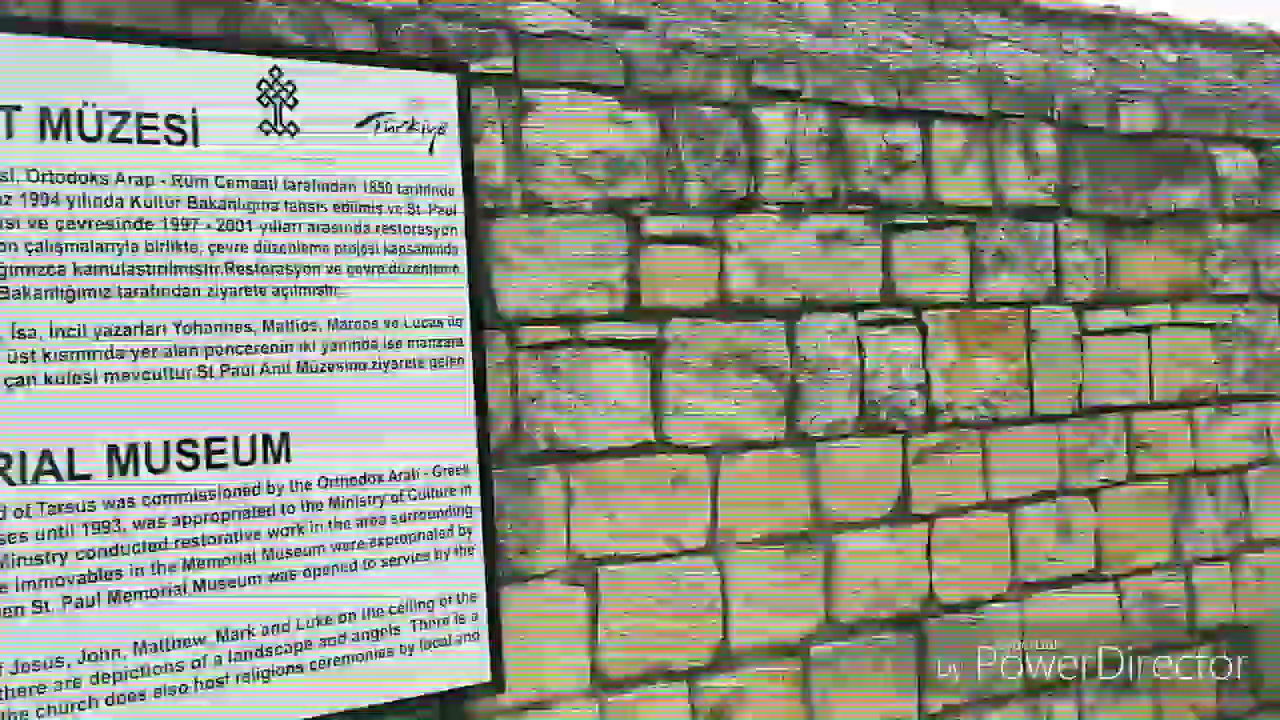 T MÜZESİ
Türkiye
si, Ortodoks Arap - Rum Cemaati tarafından 1850 tarihinde
z 1994 yılında Kültür Bakanlığına tahsis edilmiş ve St. Paul
si ve çevresinde 1997 - 2001 yılları arasında restorasyon
on çalışmalarıyla birlikte, çevre düzenleme projesi kapsamında
ğımızca kamulaştırılmıştır.Restorasyon ve çevre düzenleme
Bakanlığımız tarafından ziyarete açılmıştır.
. İsa, İncil yazarları Yohannes, Mattios, Marcos ve Lucas ile
üst kısmında yer alan pencerenin iki yanında ise manzara
çan kulesi mevcuttur St Paul Anıt Müzesine ziyarete gelen
RIAL MUSEUM
d of Tarsus was commissioned by the Orthodox Arab - Greek
ses until 1993, was appropriated to the Ministry of Culture in
Ministry conducted restorative work in the area surrounding
e immovables in the Memorial Museum were expropriated by
en St. Paul Memorial Museum was opened to service by the
f Jesus, John, Matthew, Mark and Luke on the ceiling of the
there are depictions of a landscape and angels. There is a
the church does also host religions ceremonies by local and
by PowerDirector